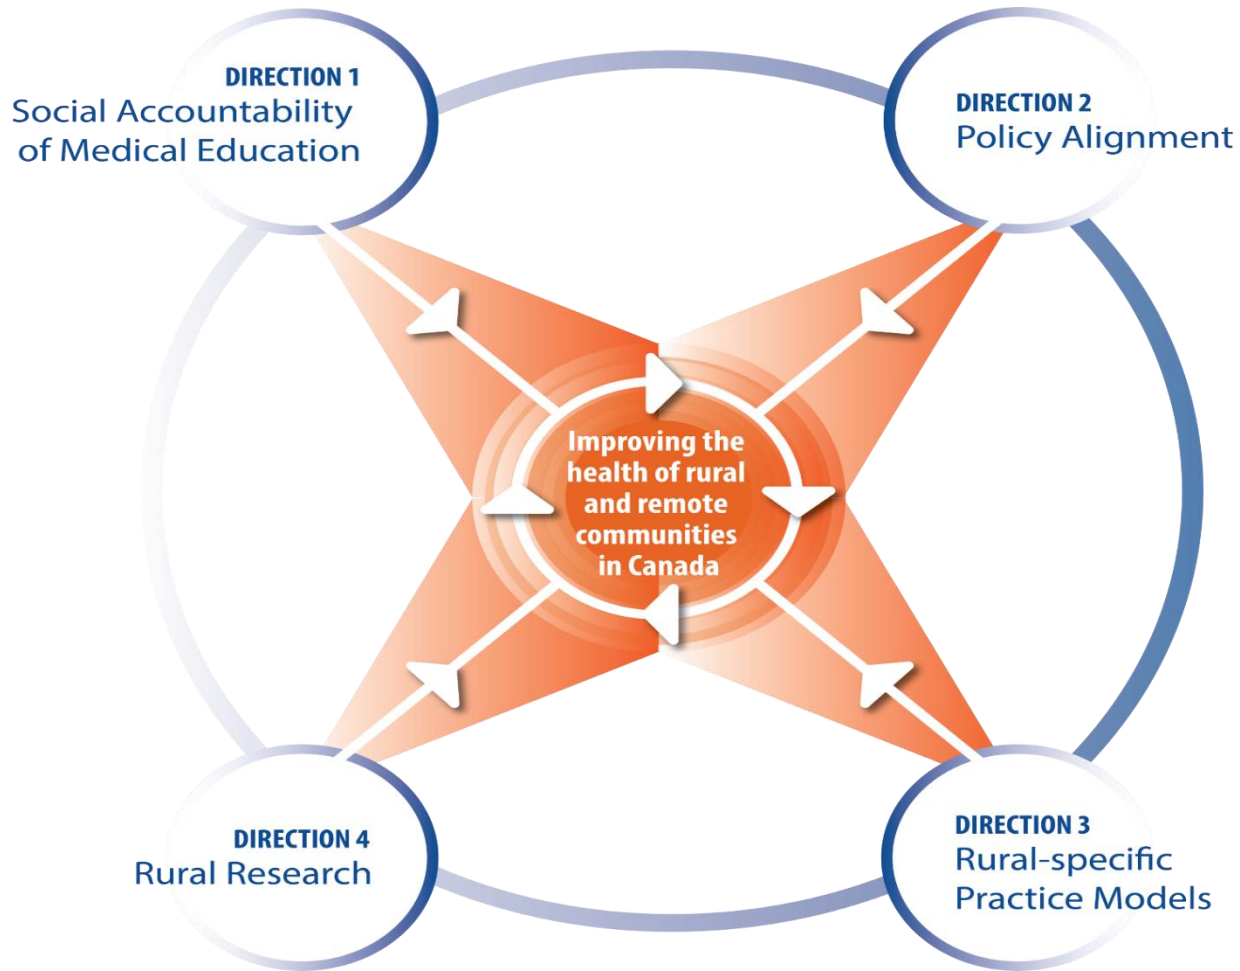 DIRECTION 1
Social Accountability
of Medical Education
DIRECTION 2
Policy Alignment
Improving the
health of rural
and remote
communities
in Canada
DIRECTION 4
Rural Research
DIRECTION 3
Rural-specific
Practice Models